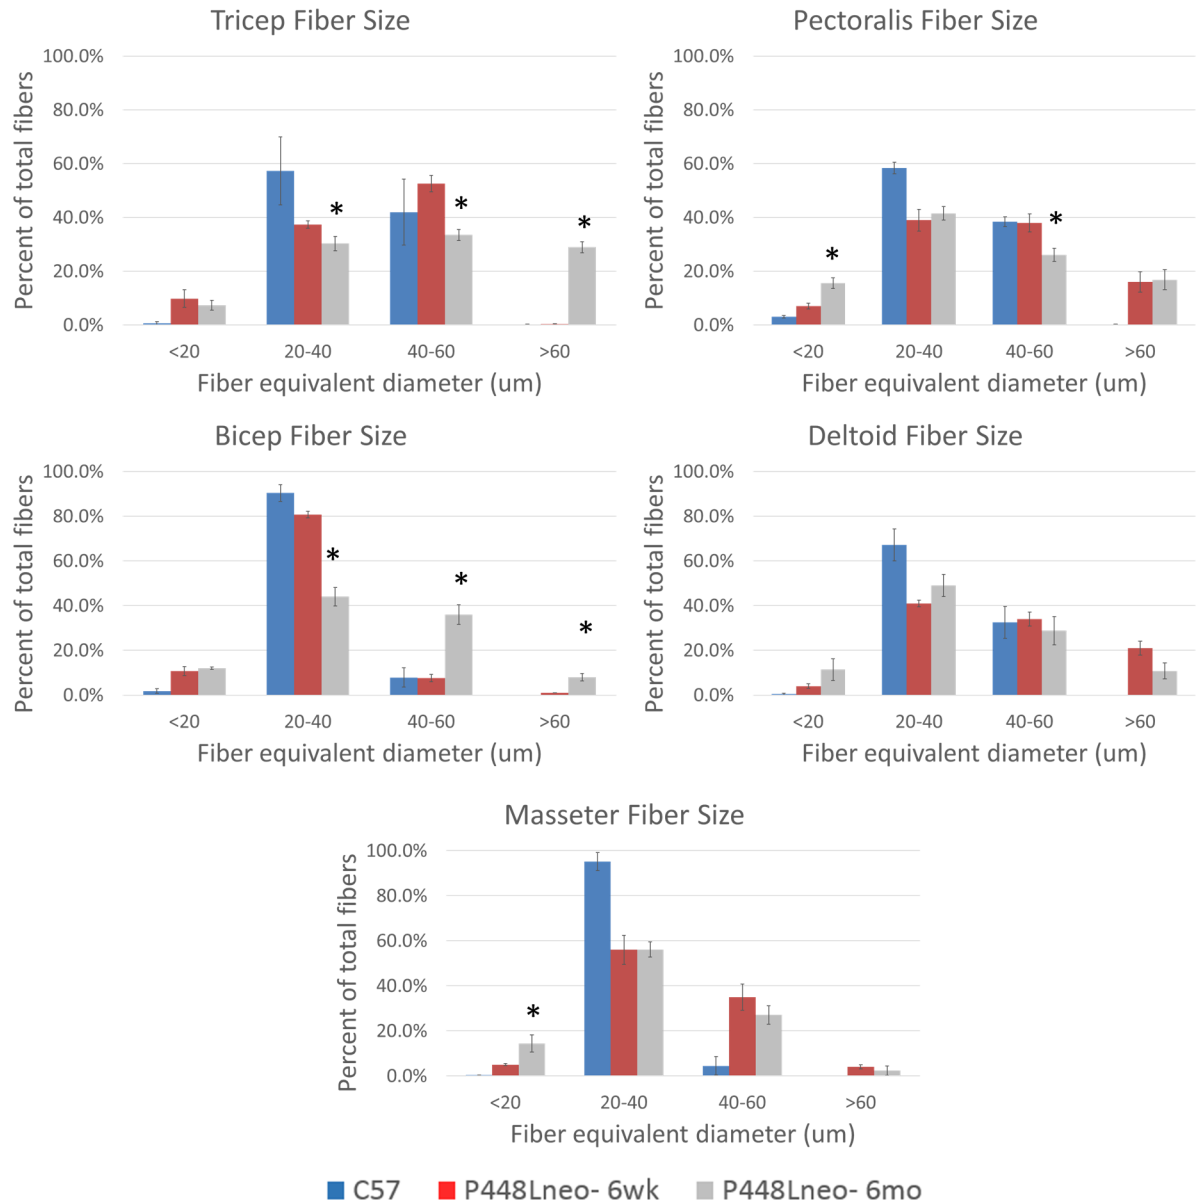 Tricep Fiber Size
Percent of total fibers
100.0%
80.0%
60.0%
40.0%
20.0%
0.0%
*
*
*
<20 20-40 40-60 >60
Fiber equivalent diameter (um)
Pectoralis Fiber Size
Percent of total fibers
100.0%
80.0%
60.0%
40.0%
20.0%
0.0%
*
*
<20 20-40 40-60 >60
Fiber equivalent diameter (um)
Bicep Fiber Size
Percent of total fibers
100.0%
80.0%
60.0%
40.0%
20.0%
0.0%
*
*
*
<20 20-40 40-60 >60
Fiber equivalent diameter (um)
Deltoid Fiber Size
Percent of total fibers
100.0%
80.0%
60.0%
40.0%
20.0%
0.0%
<20 20-40 40-60 >60
Fiber equivalent diameter (um)
Masseter Fiber Size
Percent of total fibers
100.0%
80.0%
60.0%
40.0%
20.0%
0.0%
*
<20 20-40 40-60 >60
Fiber equivalent diameter (um)
C57 P448Lneo- 6wk P448Lneo- 6mo